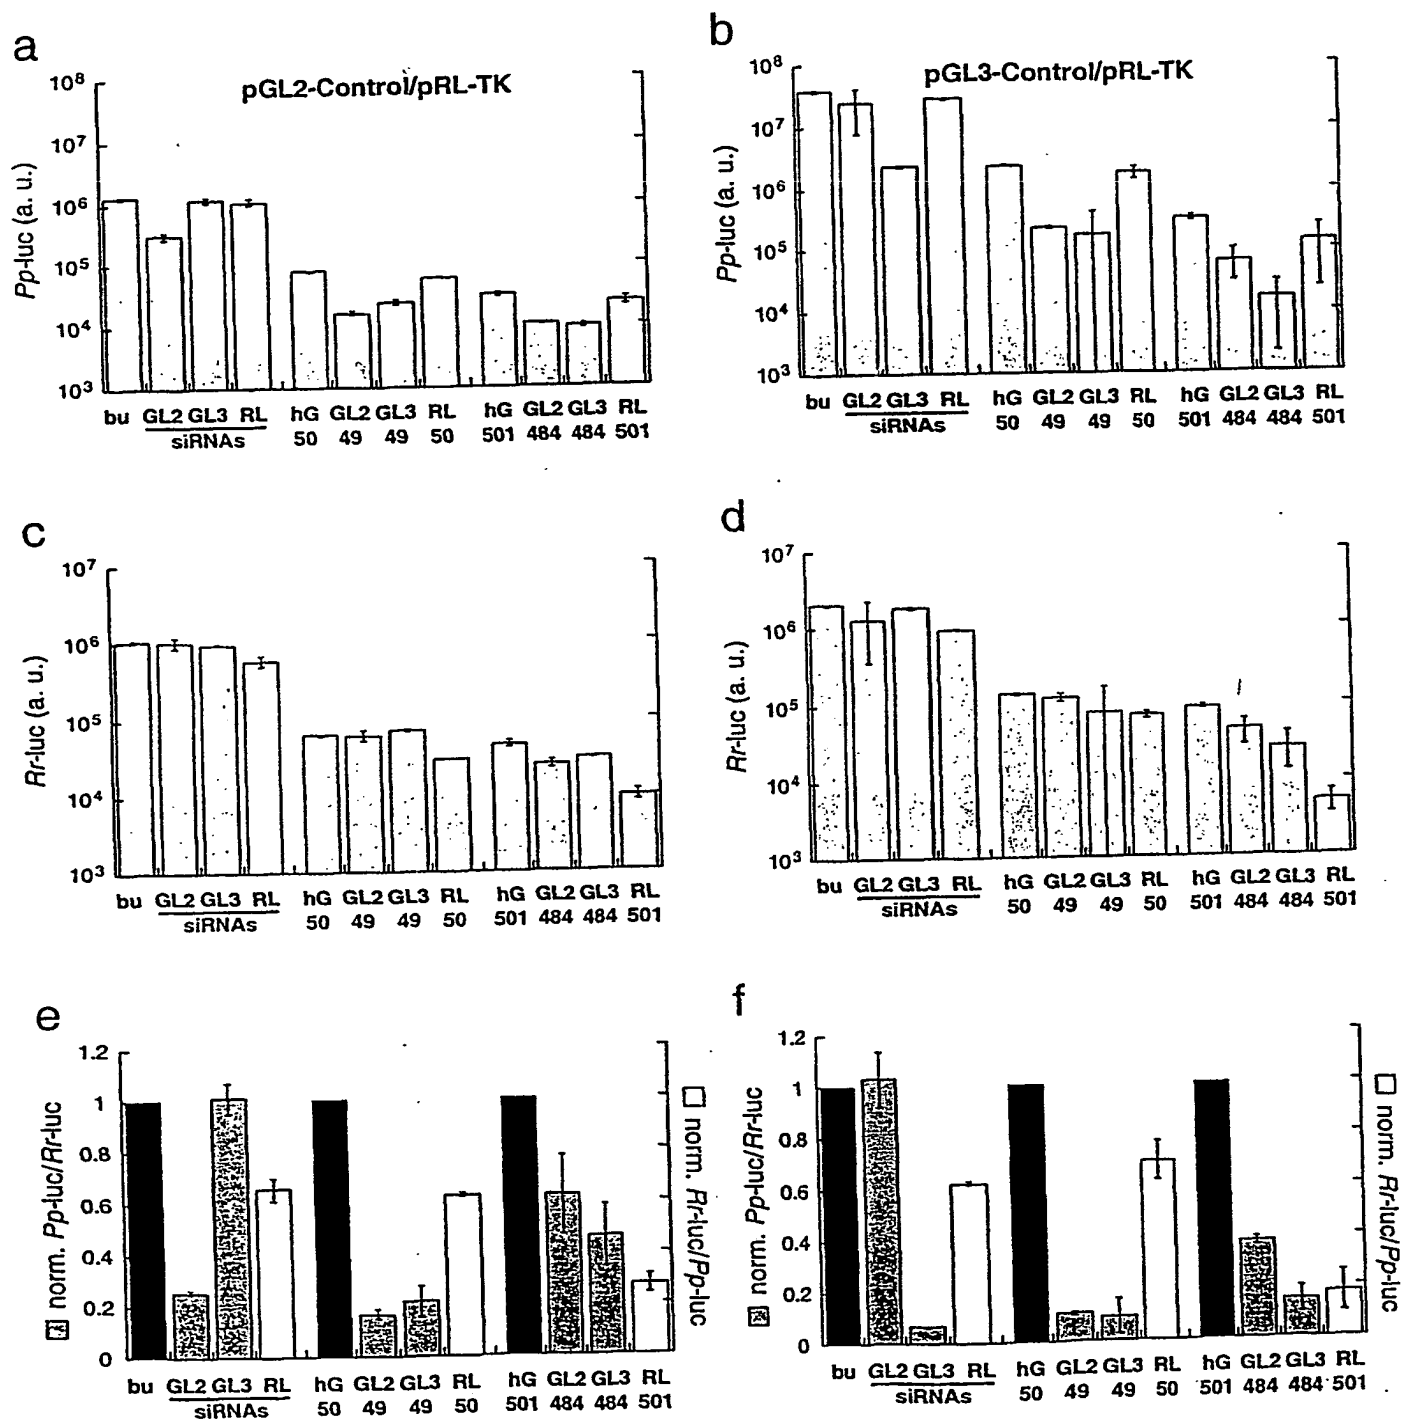 a
pGL2-Control/pRL-TK
Pp-luc (a. u.)
10⁸
10⁷
10⁶
10⁵
10⁴
10³
bu GL2 GL3 RL hG GL2 GL3 RL hG GL2 GL3 RL
siRNAs 50 49 49 50 501 484 484 501
b
pGL3-Control/pRL-TK
Pp-luc (a. u.)
10⁸
10⁷
10⁶
10⁵
10⁴
10³
bu GL2 GL3 RL hG GL2 GL3 RL hG GL2 GL3 RL
siRNAs 50 49 49 50 501 484 484 501
c
Rr-luc (a. u.)
10⁷
10⁶
10⁵
10⁴
10³
bu GL2 GL3 RL hG GL2 GL3 RL hG GL2 GL3 RL
siRNAs 50 49 49 50 501 484 484 501
d
Rr-luc (a. u.)
10⁷
10⁶
10⁵
10⁴
10³
bu GL2 GL3 RL hG GL2 GL3 RL hG GL2 GL3 RL
siRNAs 50 49 49 50 501 484 484 501
e
norm. Pp-luc/Rr-luc
1.2
1
0.8
0.6
0.4
0.2
0
norm. Rr-luc/Pp-luc
bu GL2 GL3 RL hG GL2 GL3 RL hG GL2 GL3 RL
siRNAs 50 49 49 50 501 484 484 501
f
norm. Pp-luc/Rr-luc
1.2
1
0.8
0.6
0.4
0.2
0
norm. Rr-luc/Pp-luc
bu GL2 GL3 RL hG GL2 GL3 RL hG GL2 GL3 RL
siRNAs 50 49 49 50 501 484 484 501